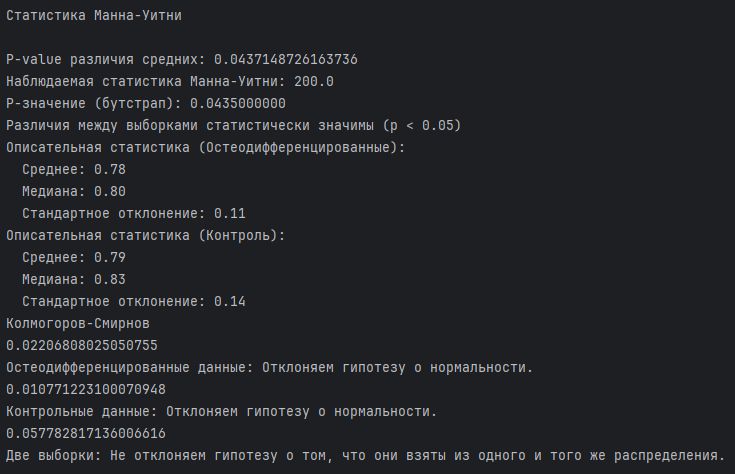 Статистика Манна-Уитни
P-value различия средних: 0.0437148726163736
Наблюдаемая статистика Манна-Уитни: 200.0
P-значение (бутстрап): 0.0435000000
Различия между выборками статистически значимы (p < 0.05)
Описательная статистика (Остеодифференцированные):
Среднее: 0.78
Медиана: 0.80
Стандартное отклонение: 0.11
Описательная статистика (Контроль):
Среднее: 0.79
Медиана: 0.83
Стандартное отклонение: 0.14
Колмогоров-Смирнов
0.02206808025050755
Остеодифференцированные данные: Отклоняем гипотезу о нормальности.
0.010771223100070948
Контрольные данные: Отклоняем гипотезу о нормальности.
0.057782817136006616
Две выборки: Не отклоняем гипотезу о том, что они взяты из одного и того же распределения.